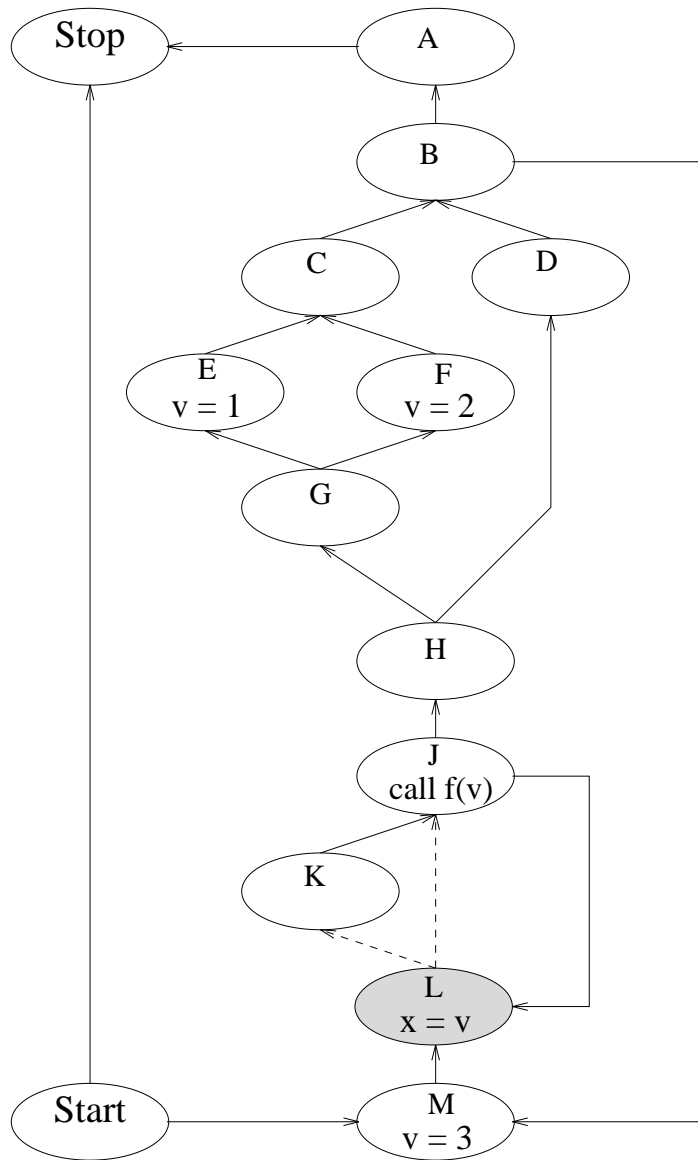 Stop
A
B
C
D
E
v = 1
F
v = 2
G
H
J
call f(v)
K
L
x = v
Start
M
v = 3